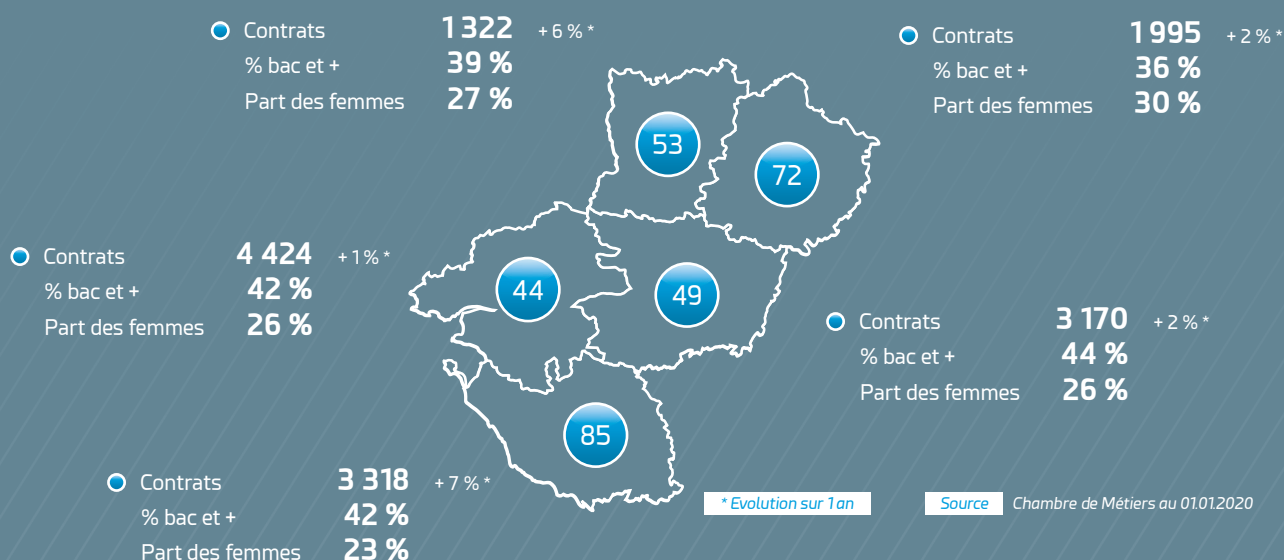 Contrats 1 322 + 6 % *
% bac et + 39 %
Part des femmes 27 %
Contrats 1 995 + 2 % *
% bac et + 36 %
Part des femmes 30 %
53
72
Contrats 4 424 + 1 % *
% bac et + 42 %
Part des femmes 26 %
44
49
Contrats 3 170 + 2 % *
% bac et + 44 %
Part des femmes 26 %
85
Contrats 3 318 + 7 % *
% bac et + 42 %
Part des femmes 23 %
* Evolution sur 1 an
Source Chambre de Métiers au 01.01.2020